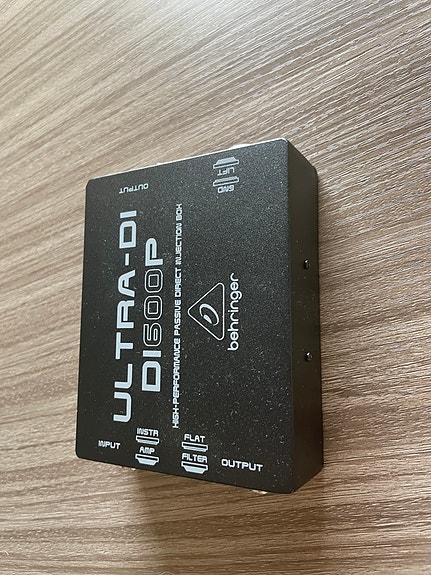 OUTPUT
GND
LIFT
ULTRA-DI
DI600P
HIGH-PERFORMANCE PASSIVE DIRECT INJECTION BOX
behringer
INPUT
INSTR
AMP
FLAT
FILTER
OUTPUT